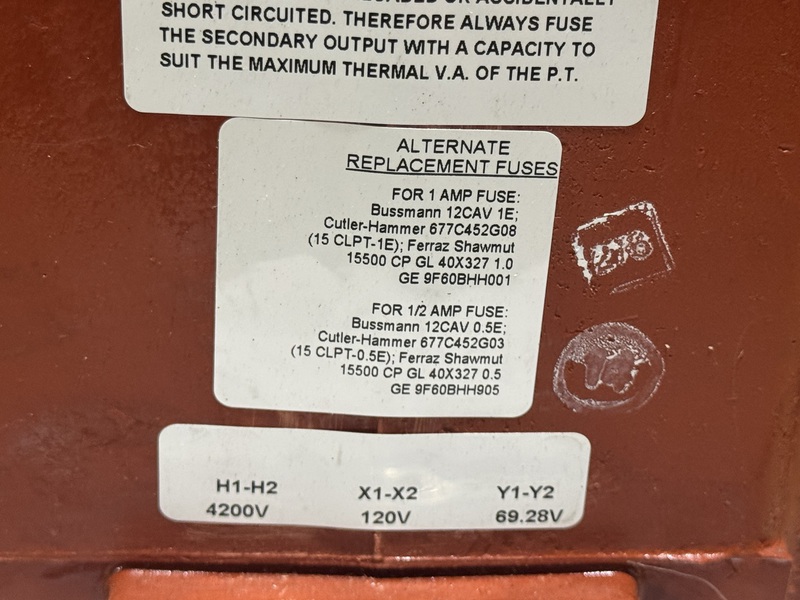 OR ACCIDENTALLY
SHORT CIRCUITED. THEREFORE ALWAYS FUSE
THE SECONDARY OUTPUT WITH A CAPACITY TO
SUIT THE MAXIMUM THERMAL V.A. OF THE P.T.
ALTERNATE
REPLACEMENT FUSES
FOR 1 AMP FUSE:
Bussmann 12CAV 1E;
Cutler-Hammer 677C452G08
(15 CLPT-1E); Ferraz Shawmut
15500 CP GL 40X327 1.0
GE 9F60BHH001
FOR 1/2 AMP FUSE:
Bussmann 12CAV 0.5E;
Cutler-Hammer 677C452G03
(15 CLPT-0.5E); Ferraz Shawmut
15500 CP GL 40X327 0.5
GE 9F60BHH905
H1-H2 X1-X2 Y1-Y2
4200V 120V 69.28V